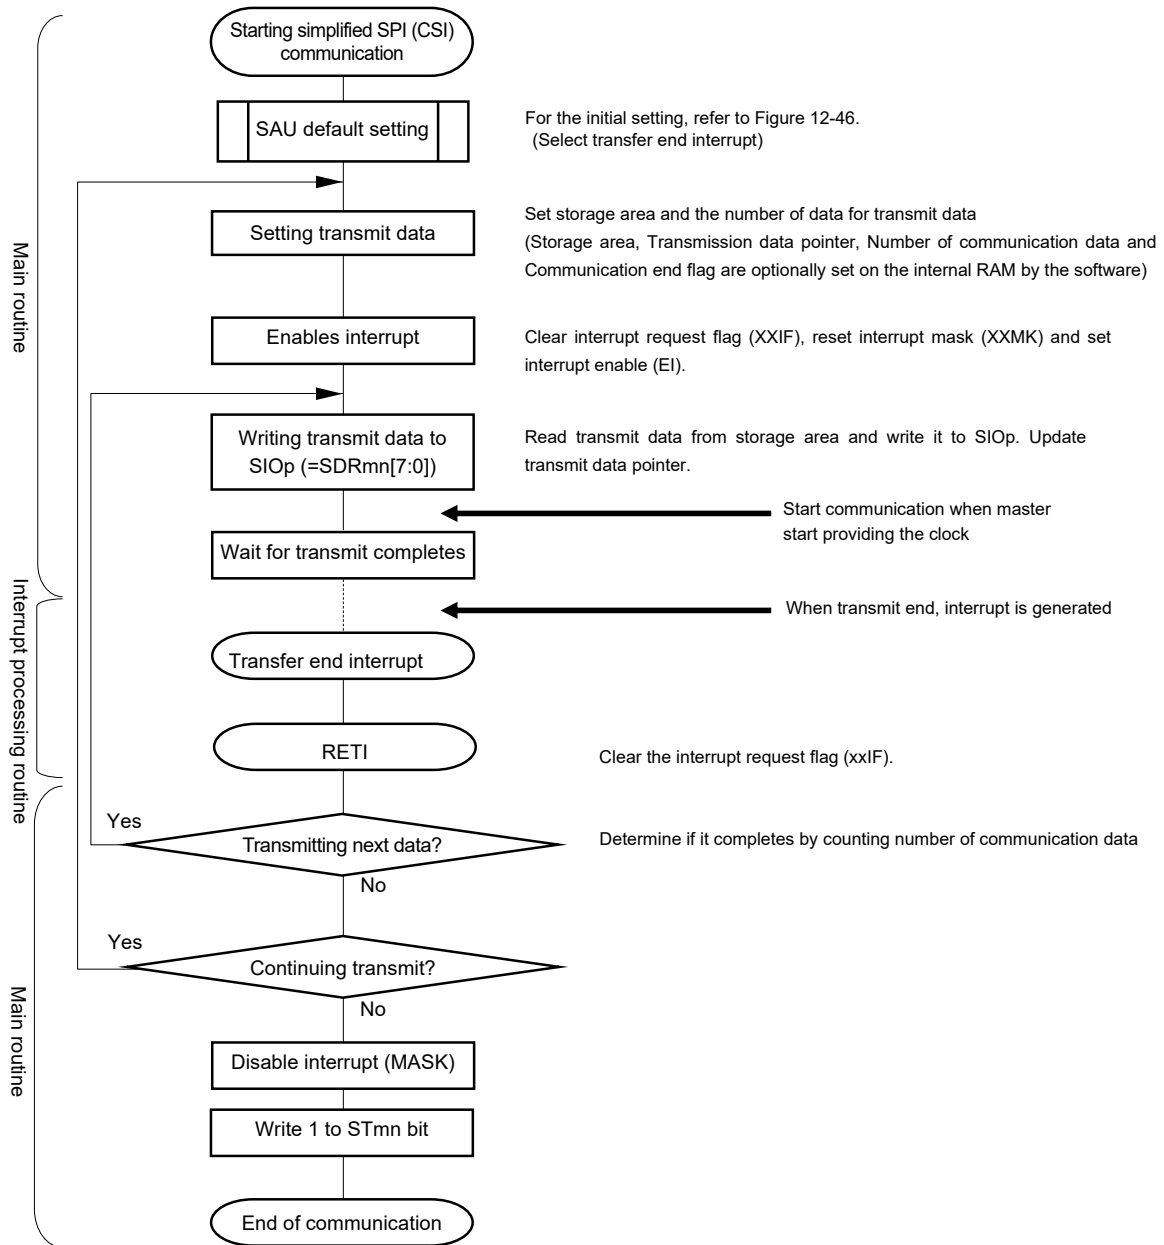 Starting simplified SPI (CSI)
communication
SAU default setting
For the initial setting, refer to Figure 12-46.
(Select transfer end interrupt)
Setting transmit data
Set storage area and the number of data for transmit data
(Storage area, Transmission data pointer, Number of communication data and
Communication end flag are optionally set on the internal RAM by the software)
Main routine
Enables interrupt
Clear interrupt request flag (XXIF), reset interrupt mask (XXMK) and set
interrupt enable (EI).
Writing transmit data to
SIOp (=SDRmn[7:0])
Read transmit data from storage area and write it to SIOp. Update
transmit data pointer.
Start communication when master
start providing the clock
Wait for transmit completes
When transmit end, interrupt is generated
Interrupt processing routine
Transfer end interrupt
RETI
Clear the interrupt request flag (xxIF).
Yes
Transmitting next data?
Determine if it completes by counting number of communication data
No
Yes
Continuing transmit?
No
Main routine
Disable interrupt (MASK)
Write 1 to STmn bit
End of communication